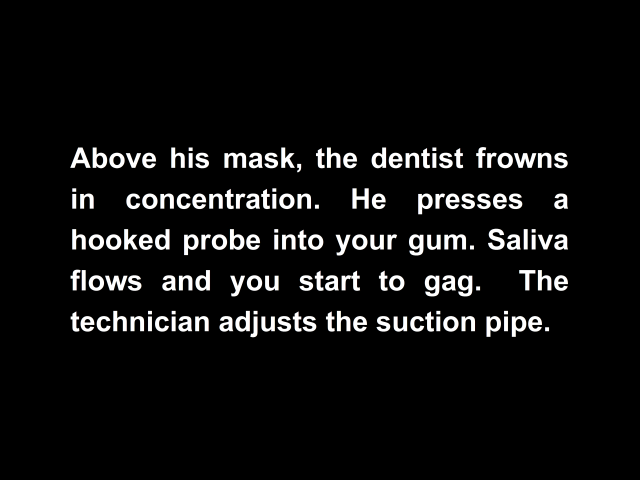 Above his mask, the dentist frowns
in concentration. He presses a
hooked probe into your gum. Saliva
flows and you start to gag.  The
technician adjusts the suction pipe.